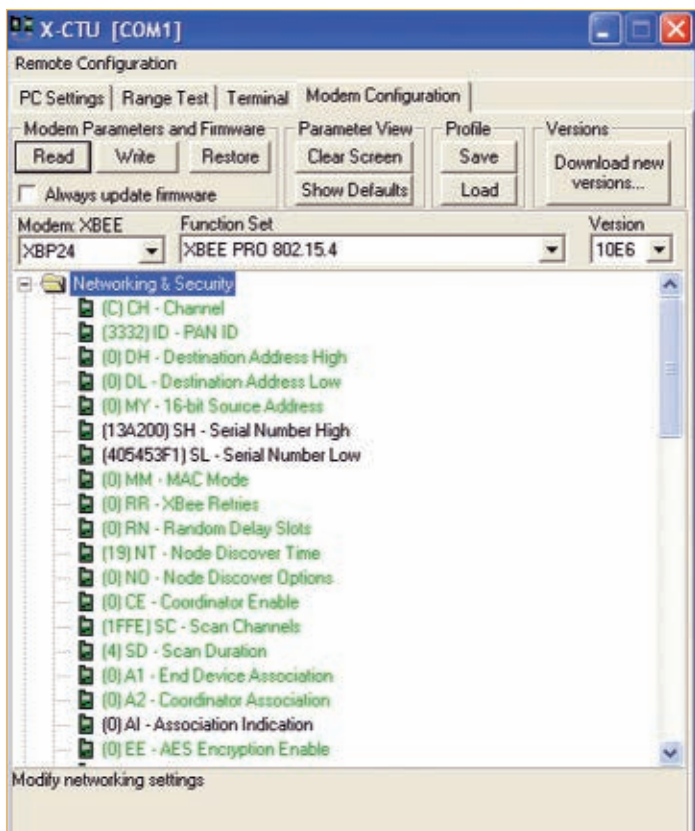 X-CTU [COM1]
Remote Configuration
PC Settings Range Test Terminal Modem Configuration
Modem Parameters and Firmware Parameter View Profile Versions
Read Write Restore Clear Screen Save Download new versions...
Always update firmware Show Defaults Load
Modem: XBEE Function Set Version
XBP24 XBEE PRO 802.15.4 10E6
Networking & Security
(C) CH - Channel
(3332) ID - PAN ID
(0) DH - Destination Address High
(0) DL - Destination Address Low
(0) MY - 16-bit Source Address
(13A200) SH - Serial Number High
(405453F1) SL - Serial Number Low
(0) MM - MAC Mode
(0) RR - XBee Retries
(0) RN - Random Delay Slots
(19) NT - Node Discover Time
(0) NO - Node Discover Options
(0) CE - Coordinator Enable
(1FFE) SC - Scan Channels
(4) SD - Scan Duration
(0) A1 - End Device Association
(0) A2 - Coordinator Association
(0) AI - Association Indication
(0) EE - AES Encryption Enable
Modify networking settings